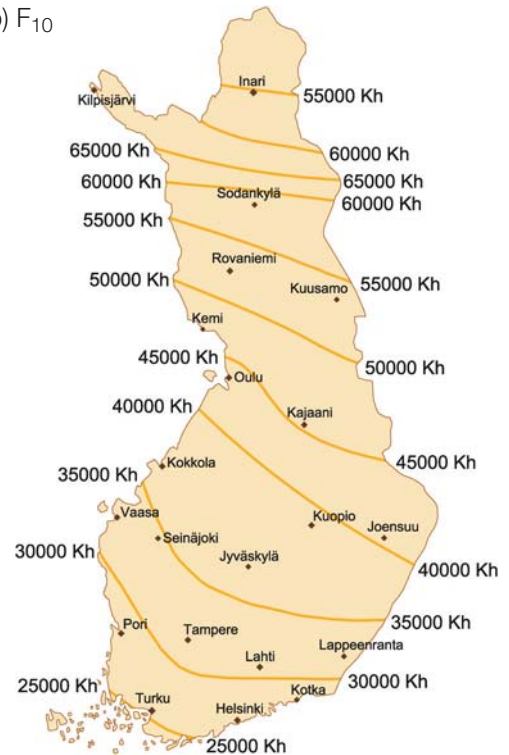 ) F10
Inari
Kilpisjärvi
55000 Kh
65000 Kh
60000 Kh
60000 Kh
65000 Kh
Sodankylä
60000 Kh
55000 Kh
Rovaniemi
50000 Kh
Kuusamo
55000 Kh
Kemi
45000 Kh
50000 Kh
Oulu
40000 Kh
Kajaani
35000 Kh
Kokkola
45000 Kh
Vaasa
Kuopio
Joensuu
30000 Kh
Seinäjoki
Jyväskylä
40000 Kh
Pori
Tampere
35000 Kh
Lahti
Lappeenranta
25000 Kh
Turku
Kotka
30000 Kh
Helsinki
25000 Kh